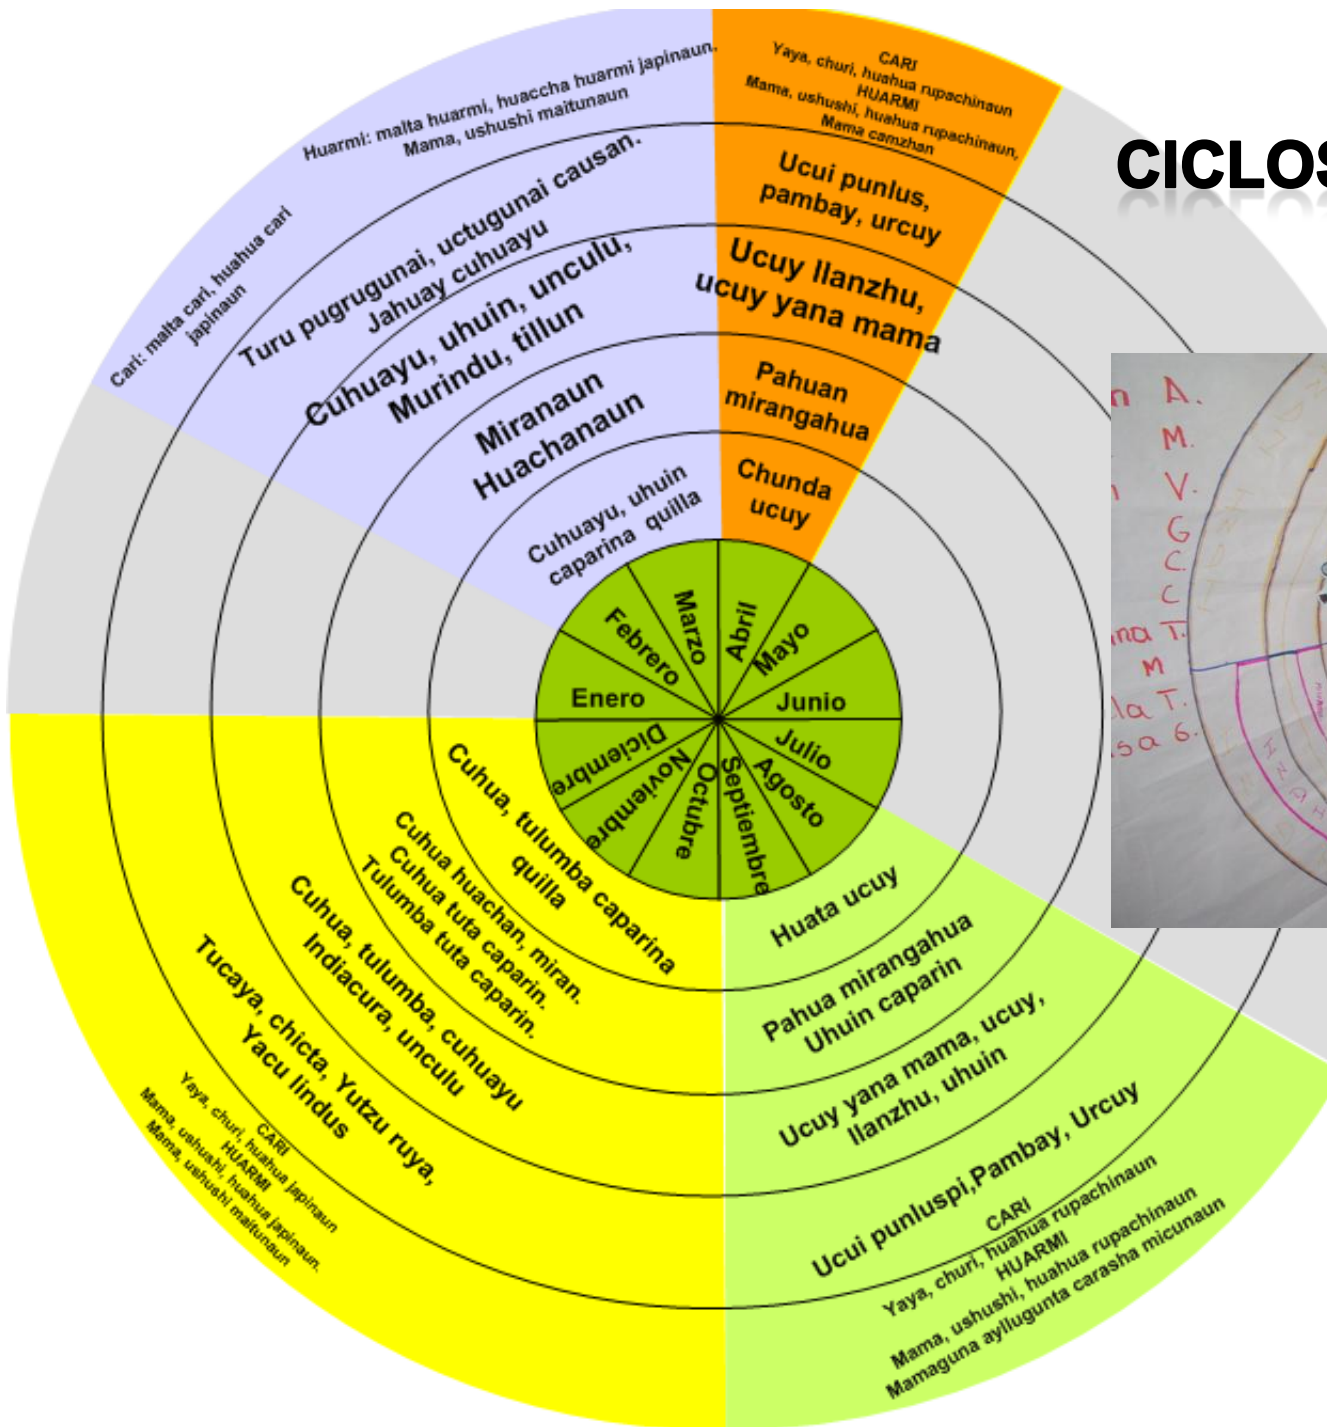 CICLOS
CARI
Yaya, churi, huahua rupachinaun
HUARMI
Mama, ushushi, huahua rupachinaun,
Mama camzhan
Ucui punlus,
pambay, urcuy
Ucuy llanzhu,
ucuy yana mama
Pahuan
mirangahua
Chunda
ucuy
Huarmi: malta huarmi, huaccha huarmi japinaun.
Mama, ushushi maitunaun
Cari: malta cari, huahua cari
japinaun
Turu pugrugunai, uctugunai causan.
Jahuay cuhuayu
Cuhuayu, uhuin, unculu,
Murindu, tillun
Miranaun
Huachanaun
Cuhuayu, uhuin
caparina quilla
Enero
Febrero
Marzo
Abril
Mayo
Junio
Julio
Agosto
Septiembre
Octubre
Noviembre
Diciembre
Cuhua, tulumba caparina
quilla
Cuhua huachan, miran.
Cuhua tuta caparin.
Tulumba tuta caparin.
Cuhua, tulumba, cuhuayu
Indiacura, unculu
Tucaya, chicta, Yutzu ruya,
Yacu lindus
CARI
Yaya, churi, huahua japinaun
HUARMI
Mama, ushushi, huahua japinaun.
Mama, ushushi maitunaun
Huata ucuy
Pahua mirangahua
Uhuin caparin
Ucuy yana mama, ucuy,
llanzhu, uhuin
Ucui punluspi,Pambay, Urcuy
CARI
Yaya, churi, huahua rupachinaun
HUARMI
Mama, ushushi, huahua rupachinaun
Mamaguna ayllugunta carasha micunaun
n A.
M.
V.
G
C.
C
na T.
M
la T.
sa G.